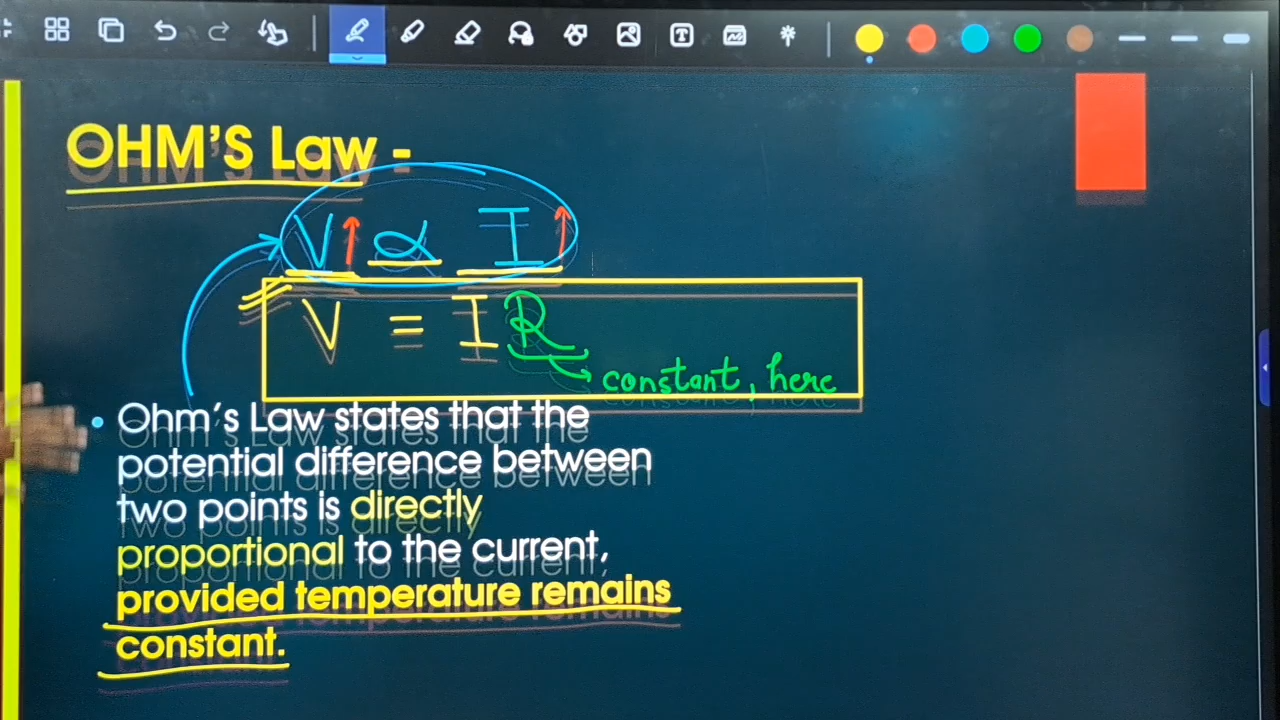 OHM'S Law -
V ∝ I
V = IR
constant, here
Ohm's Law states that the
potential difference between
two points is directly
proportional to the current,
provided temperature remains
constant.